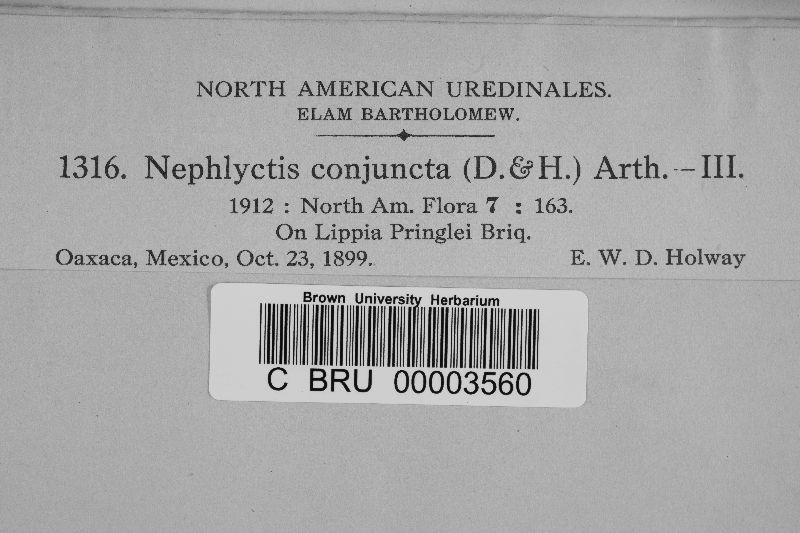 NORTH AMERICAN UREDINALES.
ELAM BARTHOLOMEW.
1316. Nephlyctis conjuncta (D.&H.) Arth. – III.
1912 : North Am. Flora 7 : 163.
On Lippia Pringlei Briq.
Oaxaca, Mexico, Oct. 23, 1899. E. W. D. Holway
Brown University Herbarium
C BRU 00003560